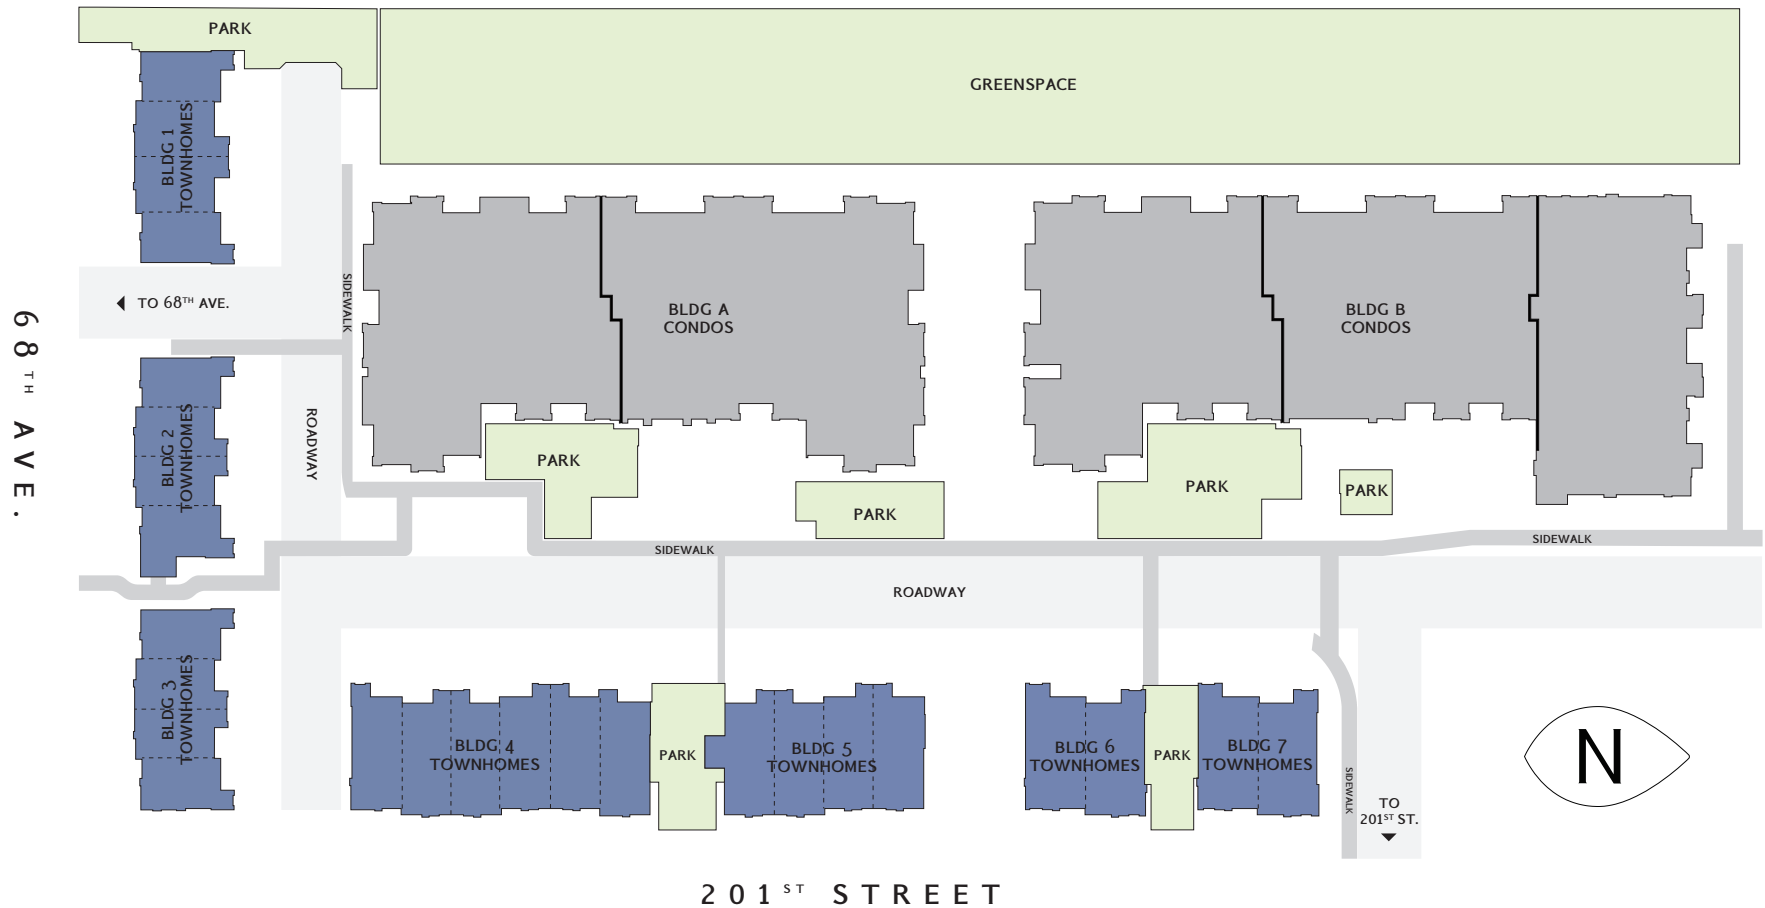 PARK
GREENSPACE
BLDG 1
TOWNHOMES
TO 68TH AVE.
SIDEWALK
BLDG A
CONDOS
BLDG B
CONDOS
68TH AVE.
BLDG 2
TOWNHOMES
ROADWAY
PARK
PARK
PARK
PARK
SIDEWALK
SIDEWALK
ROADWAY
BLDG 3
TOWNHOMES
BLDG 4
TOWNHOMES
PARK
BLDG 5
TOWNHOMES
BLDG 6
TOWNHOMES
PARK
BLDG 7
TOWNHOMES
SIDEWALK
TO
201ST ST.
N
201ST STREET